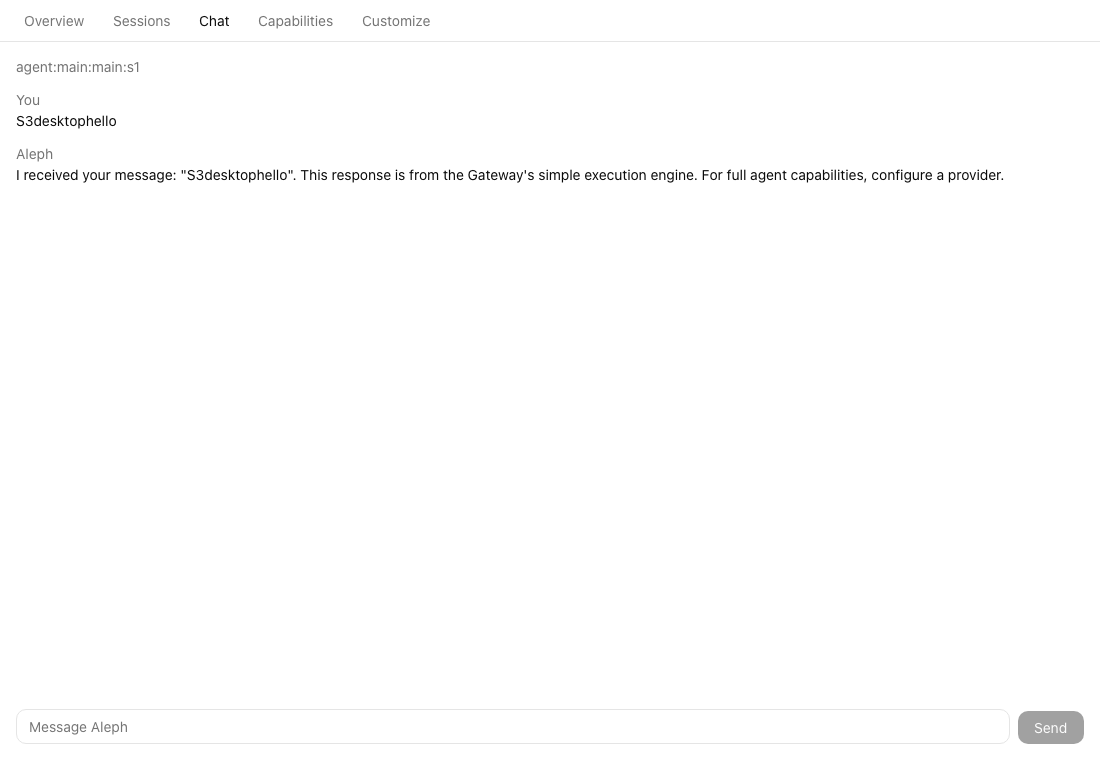 Overview Sessions Chat Capabilities Customize
agent:main:main:s1
You
S3desktophello
Aleph
I received your message: "S3desktophello". This response is from the Gateway's simple execution engine. For full agent capabilities, configure a provider.
Message Aleph Send